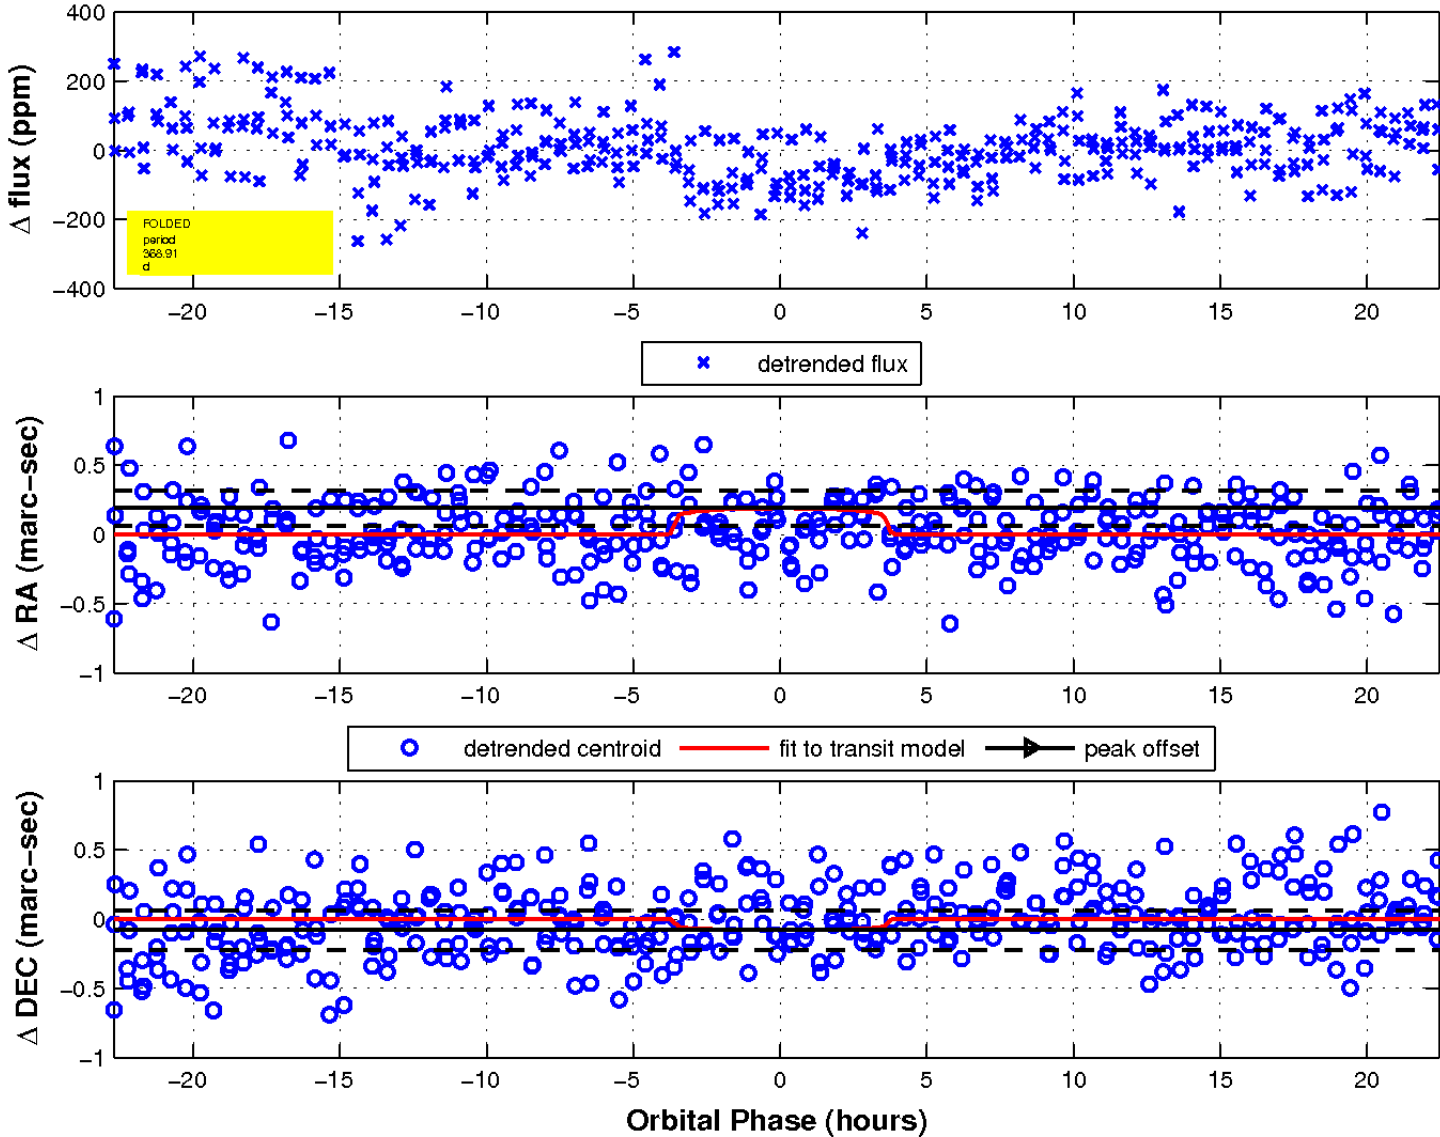 400
200
0
−200
−400
Δ flux (ppm)
FOLDED
period
368.91
d
−20 −15 −10 −5 0 5 10 15 20
detrended flux
1
0.5
0
−0.5
−1
Δ RA (marc−sec)
−20 −15 −10 −5 0 5 10 15 20
detrended centroid fit to transit model peak offset
1
0.5
0
−0.5
−1
Δ DEC (marc−sec)
−20 −15 −10 −5 0 5 10 15 20
Orbital Phase (hours)